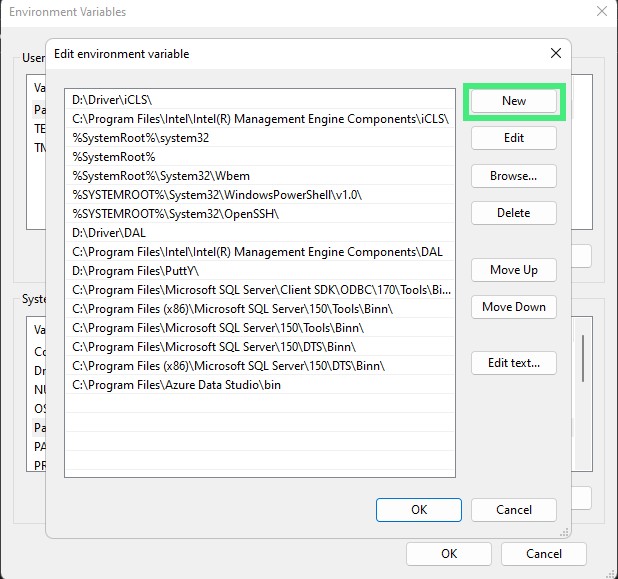 Environment Variables
User
Edit environment variable
Va
Pa
TE
TN
D:\Driver\iCLS\
C:\Program Files\Intel\Intel(R) Management Engine Components\iCLS\
%SystemRoot%\system32
%SystemRoot%
%SystemRoot%\System32\Wbem
%SYSTEMROOT%\System32\WindowsPowerShell\v1.0\
%SYSTEMROOT%\System32\OpenSSH\
D:\Driver\DAL
C:\Program Files\Intel\Intel(R) Management Engine Components\DAL
D:\Program Files\PuttY\
C:\Program Files\Microsoft SQL Server\Client SDK\ODBC\170\Tools\Bi...
C:\Program Files (x86)\Microsoft SQL Server\150\Tools\Binn\
C:\Program Files\Microsoft SQL Server\150\Tools\Binn\
C:\Program Files\Microsoft SQL Server\150\DTS\Binn\
C:\Program Files (x86)\Microsoft SQL Server\150\DTS\Binn\
C:\Program Files\Azure Data Studio\bin
New
Edit
Browse...
Delete
Move Up
Move Down
Edit text...
Syste
Va
Co
Dr
NU
OS
Pa
PA
PR
OK
Cancel
OK
Cancel